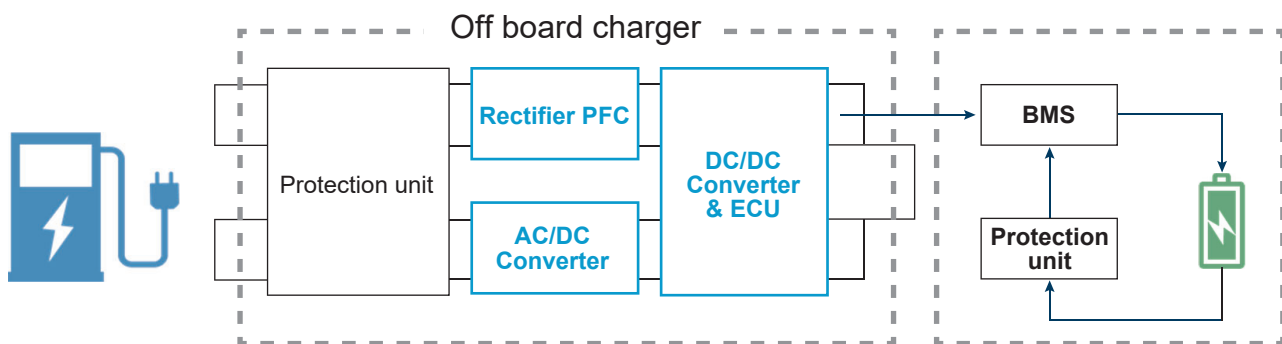 Off board charger
Protection unit
Rectifier PFC
AC/DC
Converter
DC/DC
Converter
& ECU
BMS
Protection
unit